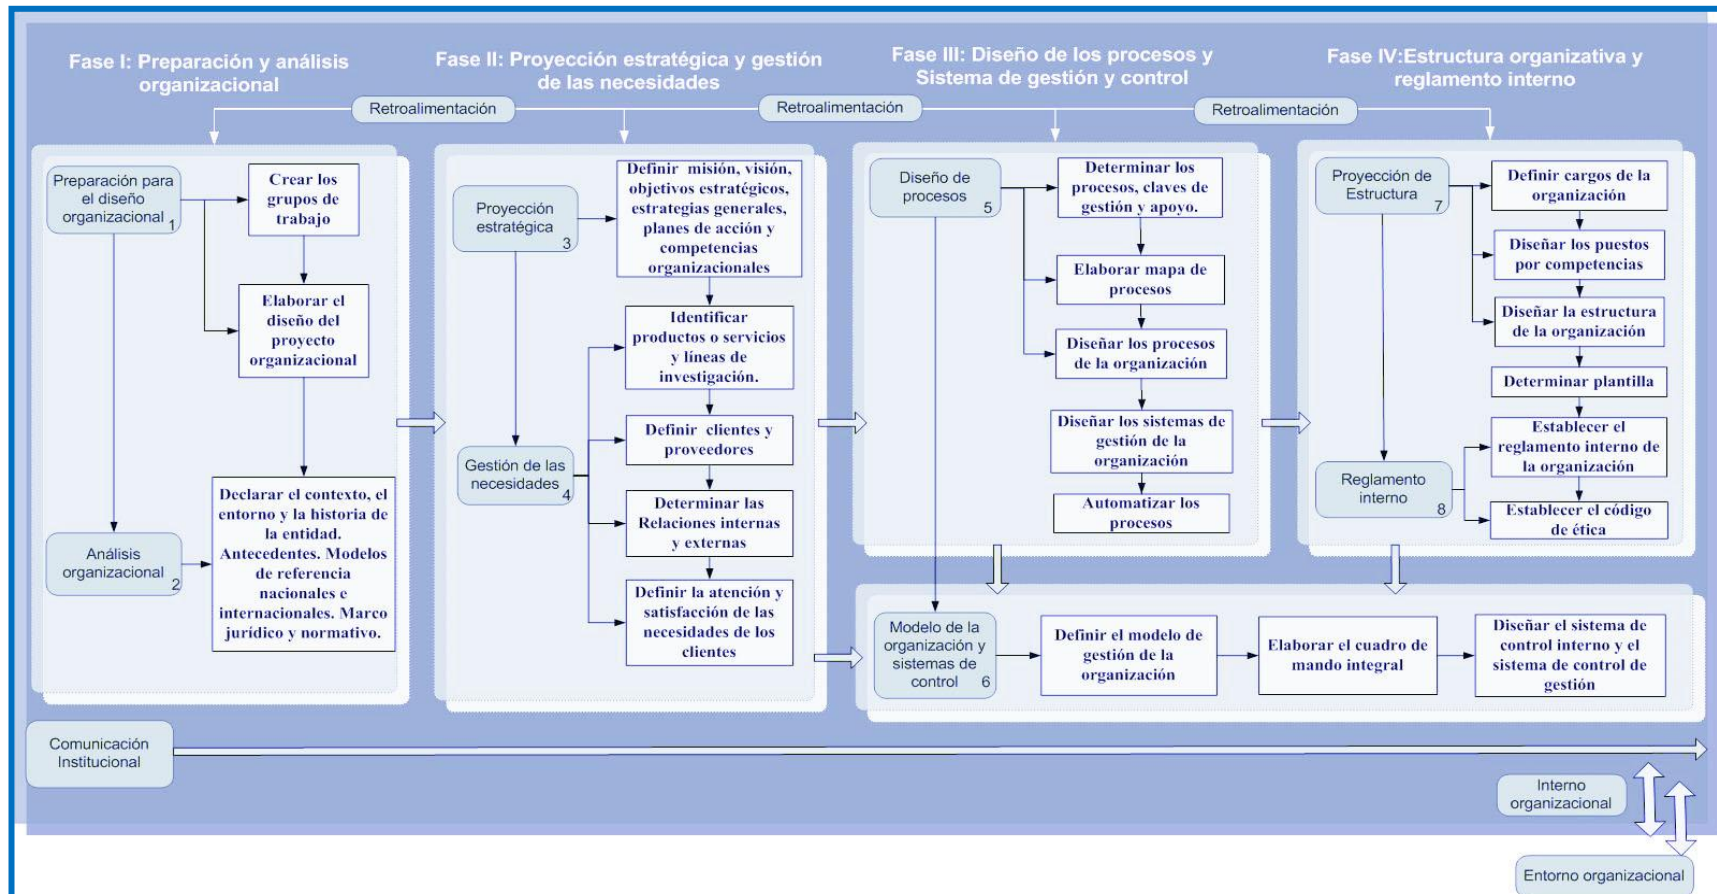 Fase I: Preparación y análisis
organizacional
Fase II: Proyección estratégica y gestión
de las necesidades
Fase III: Diseño de los procesos y
Sistema de gestión y control
Fase IV:Estructura organizativa y
reglamento interno
Retroalimentación
Retroalimentación
Retroalimentación
Preparación para
el diseño
organizacional
1
Crear los
grupos de
trabajo
Elaborar el
diseño del
proyecto
organizacional
Análisis
organizacional
2
Declarar el contexto, el
entorno y la historia de
la entidad.
Antecedentes. Modelos
de referencia
nacionales e
internacionales. Marco
jurídico y normativo.
Proyección
estratégica
3
Definir misión, visión,
objetivos estratégicos,
estrategias generales,
planes de acción y
competencias
organizacionales
Identificar
productos o servicios
y líneas de
investigación.
Definir clientes y
proveedores
Gestión de las
necesidades
4
Determinar las
Relaciones internas
y externas
Definir la atención y
satisfacción de las
necesidades de los
clientes
Diseño de
procesos
5
Determinar los
procesos, claves de
gestión y apoyo.
Elaborar mapa de
procesos
Diseñar los procesos
de la organización
Diseñar los sistemas de
gestión de la
organización
Automatizar los
procesos
Proyección de
Estructura
7
Definir cargos de la
organización
Diseñar los puestos
por competencias
Diseñar la estructura
de la organización
Determinar plantilla
Establecer el
reglamento interno de
la organización
Reglamento
interno
8
Establecer el código
de ética
Modelo de la
organización y
sistemas de
control
6
Definir el modelo de
gestión de la
organización
Elaborar el cuadro de
mando integral
Diseñar el sistema de
control interno y el
sistema de control de
gestión
Comunicación
Institucional
Interno
organizacional
Entorno organizacional